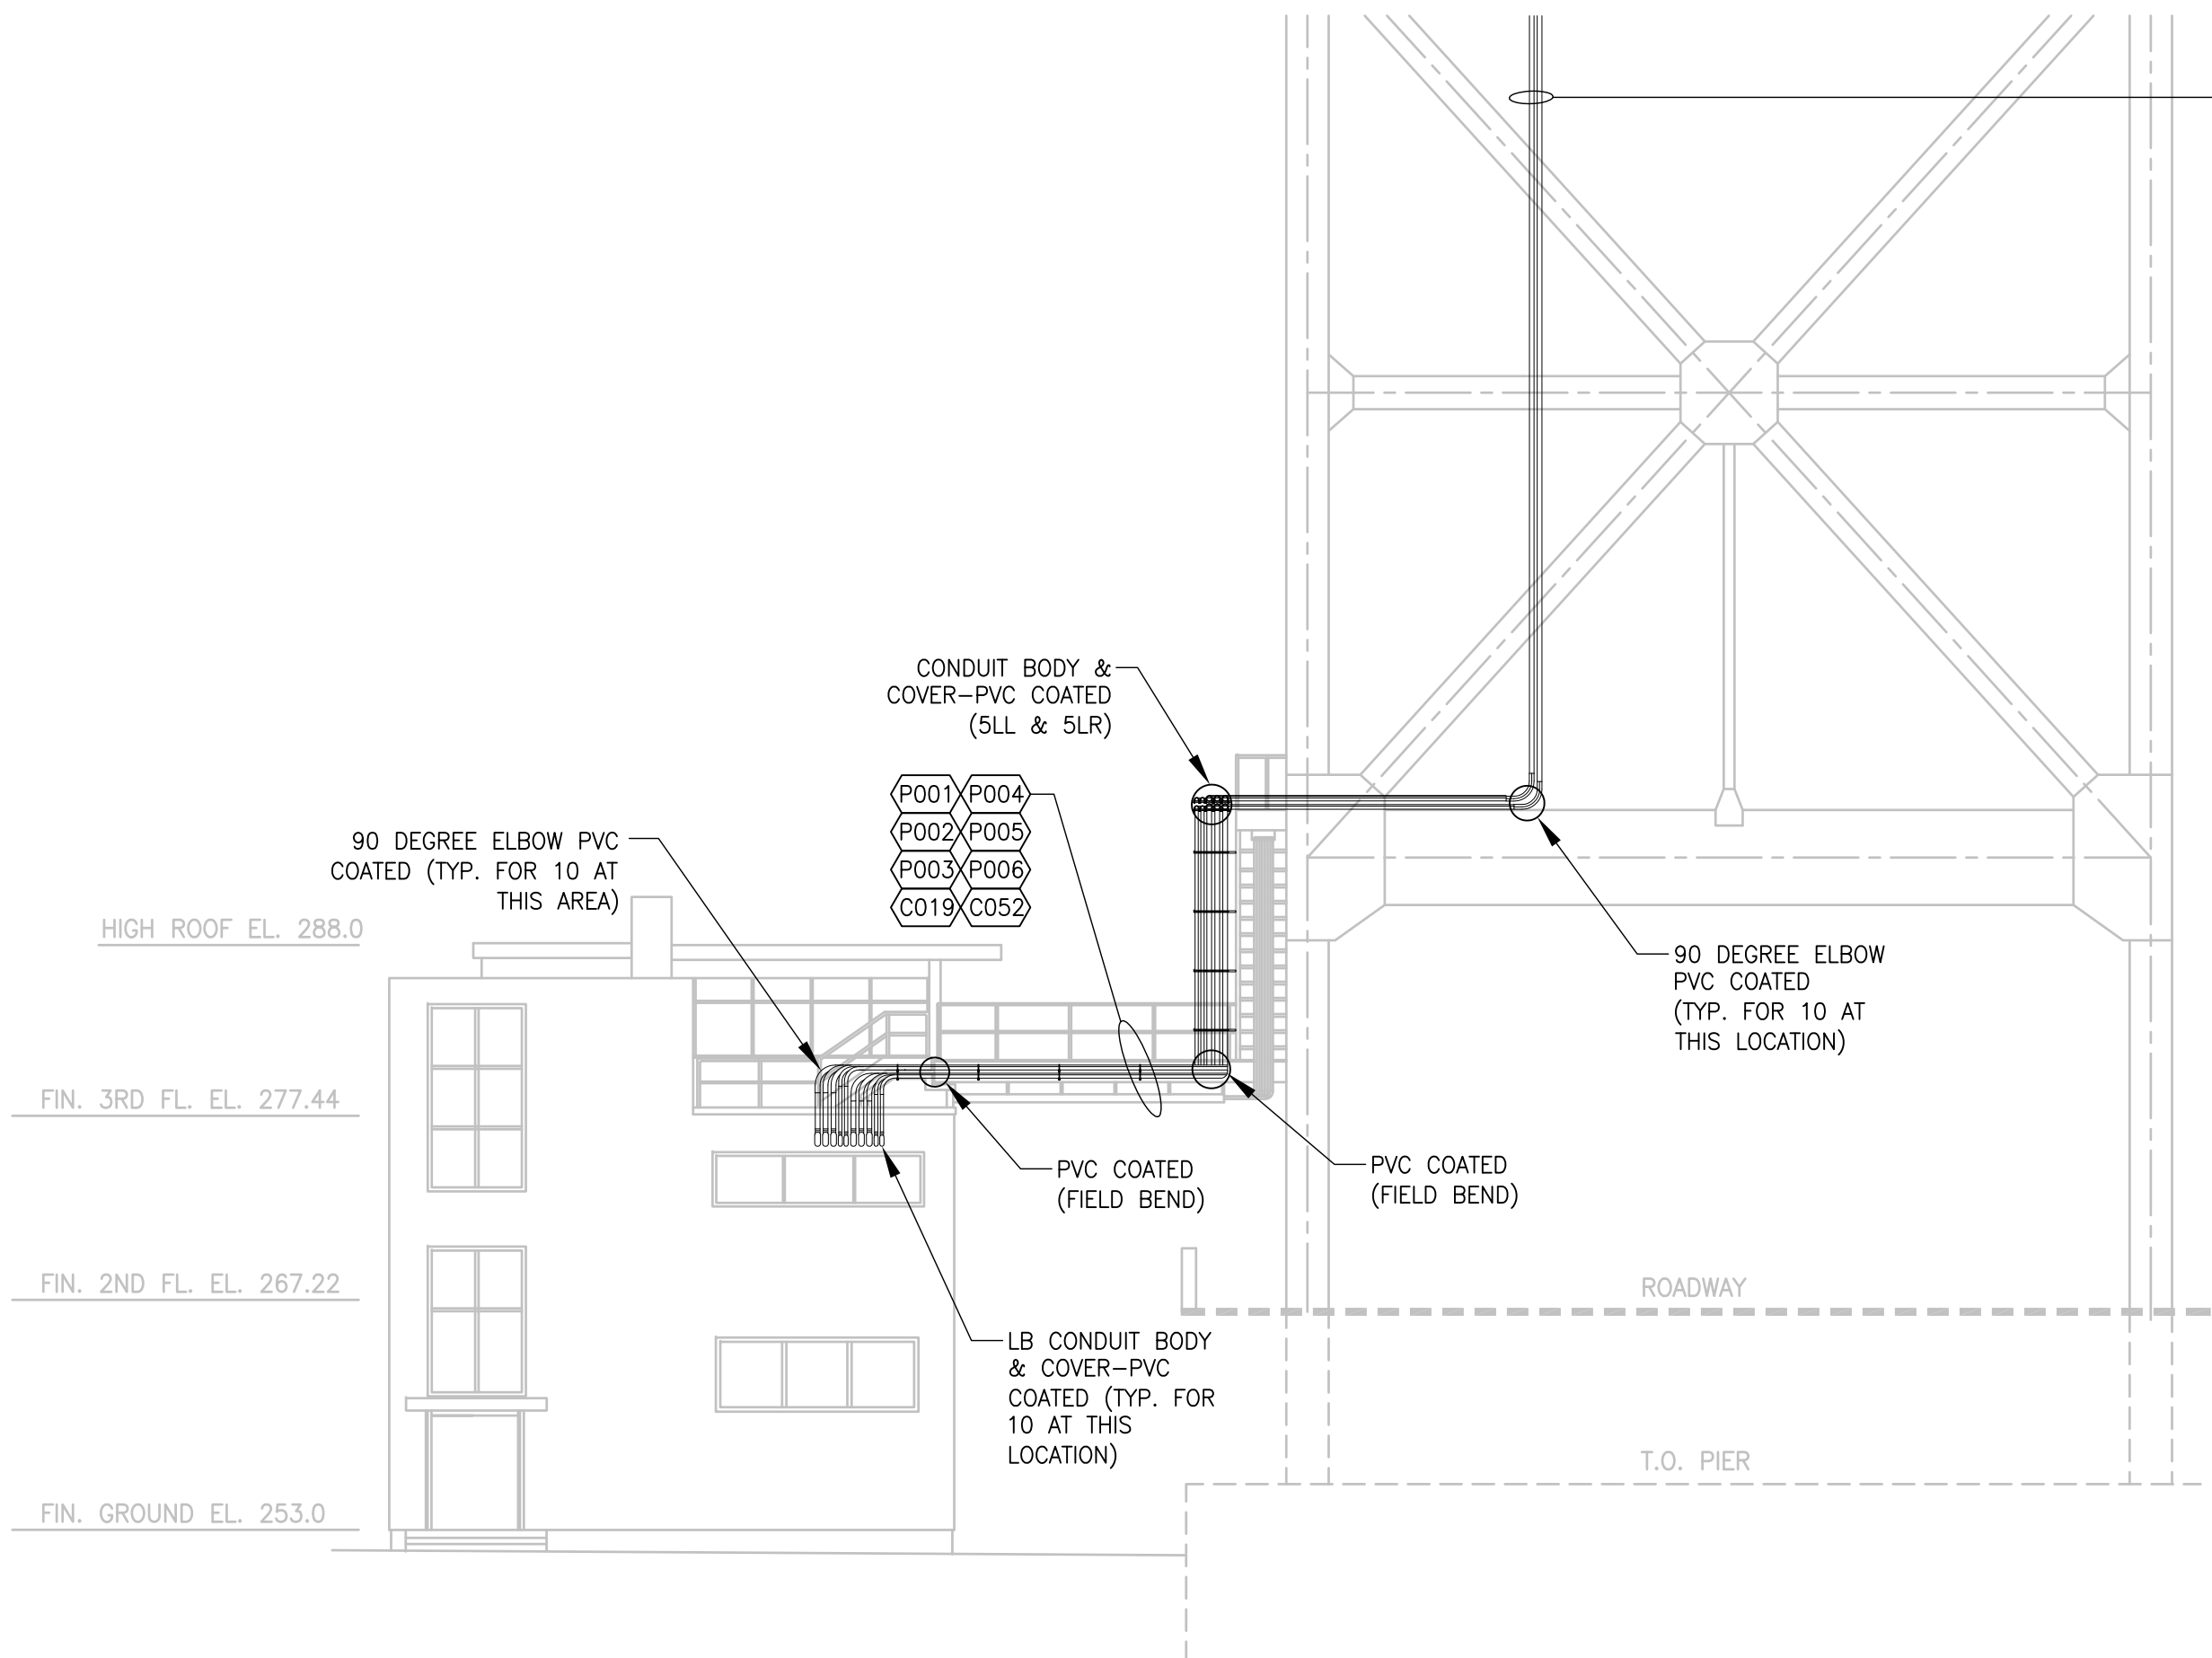 CONDUIT BODY &
COVER-PVC COATED
(5LL & 5LR)
P001 P004
P002 P005
P003 P006
C019 C052
90 DEGREE ELBOW PVC
COATED (TYP. FOR 10 AT
THIS AREA)
HIGH ROOF EL. 288.0
90 DEGREE ELBOW
PVC COATED
(TYP. FOR 10 AT
THIS LOCATION)
FIN. 3RD FL. EL. 277.44
PVC COATED
(FIELD BEND)
PVC COATED
(FIELD BEND)
FIN. 2ND FL. EL. 267.22
ROADWAY
LB CONDUIT BODY
& COVER-PVC
COATED (TYP. FOR
10 AT THIS
LOCATION)
T.O. PIER
FIN. GROUND EL. 253.0